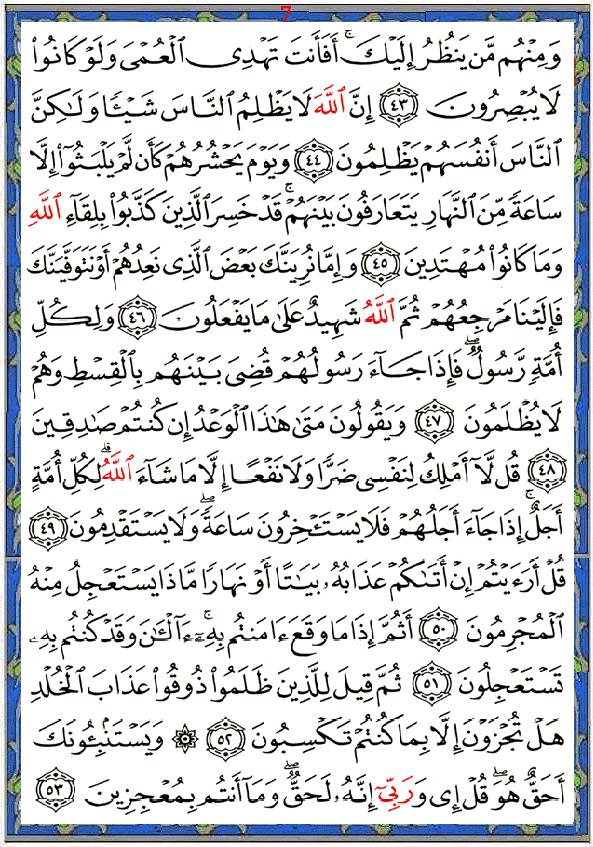 7
وَمِنْهُم مَّن يَنظُرُ إِلَيْكَ ۚ أَفَأَنتَ تَهْدِى ٱلْعُمْىَ وَلَوْ كَانُوا۟
لَا يُبْصِرُونَ ﴿٤٣﴾ إِنَّ ٱللَّهَ لَا يَظْلِمُ ٱلنَّاسَ شَيْـًٔا وَلَـٰكِنَّ
ٱلنَّاسَ أَنفُسَهُمْ يَظْلِمُونَ ﴿٤٤﴾ وَيَوْمَ يَحْشُرُهُمْ كَأَن لَّمْ يَلْبَثُوٓا۟ إِلَّا
سَاعَةً مِّنَ ٱلنَّهَارِ يَتَعَارَفُونَ بَيْنَهُمْ ۚ قَدْ خَسِرَ ٱلَّذِينَ كَذَّبُوا۟ بِلِقَآءِ ٱللَّهِ
وَمَا كَانُوا۟ مُهْتَدِينَ ﴿٤٥﴾ وَإِمَّا نُرِيَنَّكَ بَعْضَ ٱلَّذِى نَعِدُهُمْ أَوْ نَتَوَفَّيَنَّكَ
فَإِلَيْنَا مَرْجِعُهُمْ ثُمَّ ٱللَّهُ شَهِيدٌ عَلَىٰ مَا يَفْعَلُونَ ﴿٤٦﴾ وَلِكُلِّ
أُمَّةٍ رَّسُولٌ ۖ فَإِذَا جَآءَ رَسُولُهُمْ قُضِىَ بَيْنَهُم بِٱلْقِسْطِ وَهُمْ
لَا يُظْلَمُونَ ﴿٤٧﴾ وَيَقُولُونَ مَتَىٰ هَـٰذَا ٱلْوَعْدُ إِن كُنتُمْ صَـٰدِقِينَ
﴿٤٨﴾ قُل لَّآ أَمْلِكُ لِنَفْسِى ضَرًّا وَلَا نَفْعًا إِلَّا مَا شَآءَ ٱللَّهُ ۗ لِكُلِّ أُمَّةٍ
أَجَلٌ ۚ إِذَا جَآءَ أَجَلُهُمْ فَلَا يَسْتَـْٔخِرُونَ سَاعَةً ۖ وَلَا يَسْتَقْدِمُونَ ﴿٤٩﴾
قُلْ أَرَءَيْتُمْ إِنْ أَتَىٰكُمْ عَذَابُهُۥ بَيَـٰتًا أَوْ نَهَارًا مَّاذَا يَسْتَعْجِلُ مِنْهُ
ٱلْمُجْرِمُونَ ﴿٥٠﴾ أَثُمَّ إِذَا مَا وَقَعَ ءَامَنتُم بِهِۦٓ ۚ ءَآلْـَٔـٰنَ وَقَدْ كُنتُم بِهِۦ
تَسْتَعْجِلُونَ ﴿٥١﴾ ثُمَّ قِيلَ لِلَّذِينَ ظَلَمُوا۟ ذُوقُوا۟ عَذَابَ ٱلْخُلْدِ
هَلْ تُجْزَوْنَ إِلَّا بِمَا كُنتُمْ تَكْسِبُونَ ﴿٥٢﴾ ۞ وَيَسْتَنۢبِـُٔونَكَ
أَحَقٌّ هُوَ ۖ قُلْ إِى وَرَبِّىٓ إِنَّهُۥ لَحَقٌّ ۖ وَمَآ أَنتُم بِمُعْجِزِينَ ﴿٥٣﴾